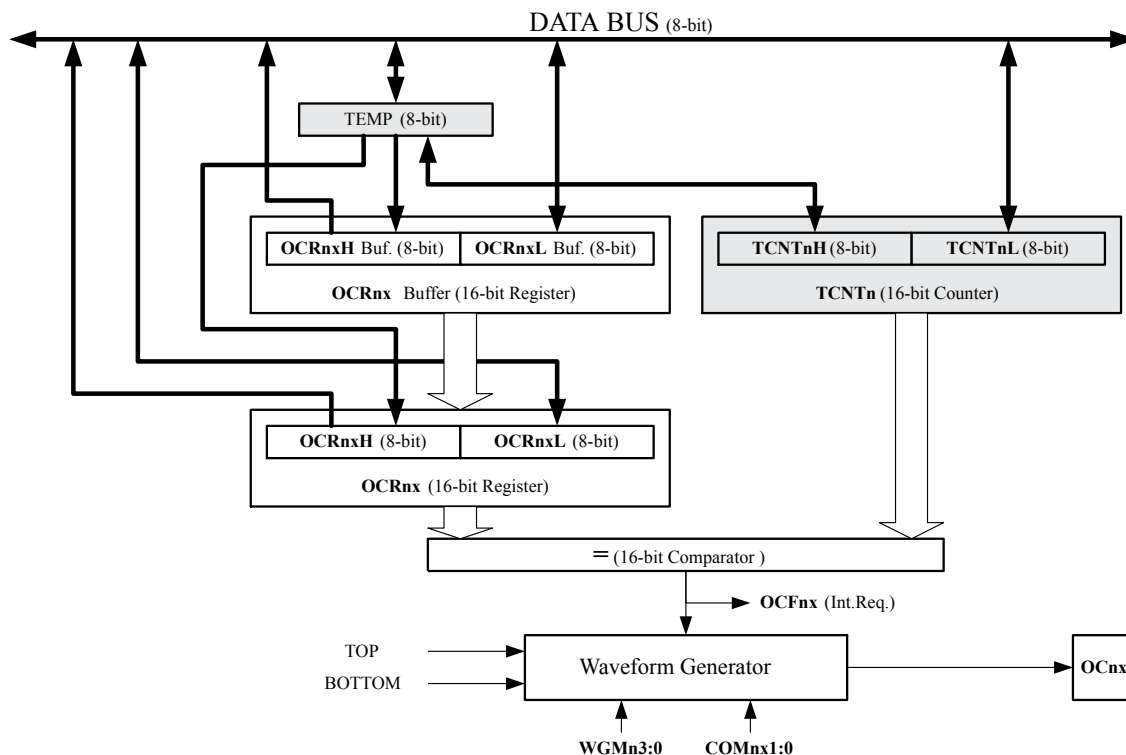 DATA BUS (8-bit)
TEMP (8-bit)
OCRnxH Buf. (8-bit) OCRnxL Buf. (8-bit) TCNTnH (8-bit) TCNTnL (8-bit)
OCRnx Buffer (16-bit Register) TCNTn (16-bit Counter)
OCRnxH (8-bit) OCRnxL (8-bit)
OCRnx (16-bit Register)
= (16-bit Comparator )
OCFnx (Int.Req.)
TOP
Waveform Generator OCnx
BOTTOM
WGMn3:0 COMnx1:0